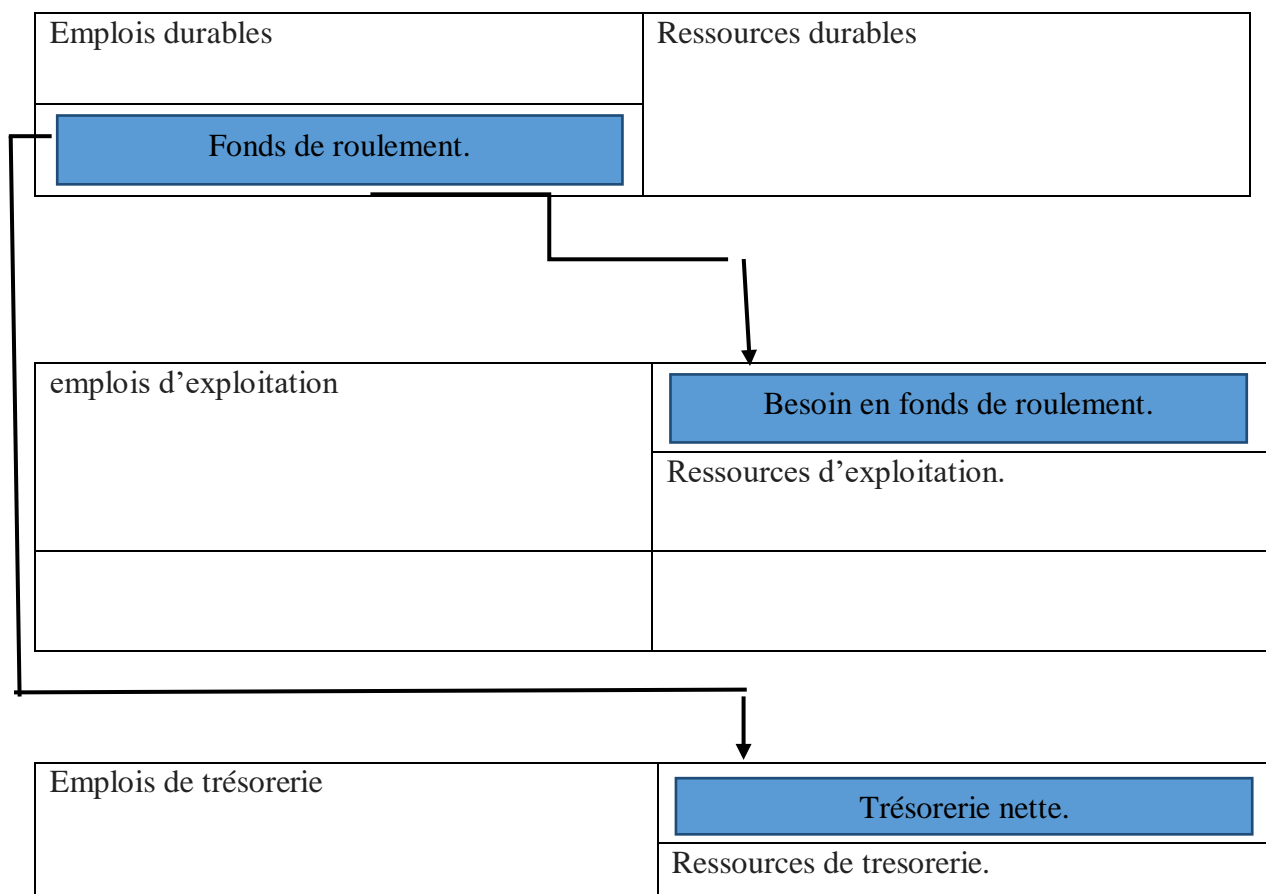 Emplois durables
Ressources durables
Fonds de roulement.
emplois d’exploitation
Besoin en fonds de roulement.
Ressources d’exploitation.
Emplois de trésorerie
Trésorerie nette.
Ressources de tresorerie.